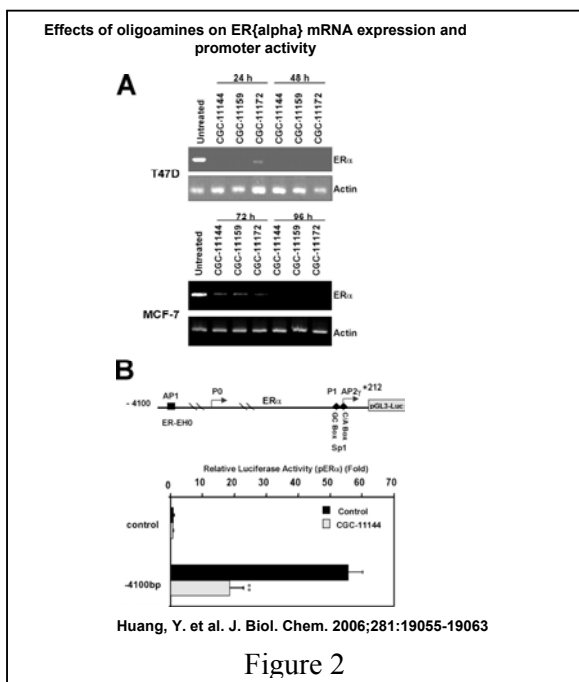 Effects of oligoamines on ER{alpha} mRNA expression and
promoter activity
A
24 h 48 h
Untreated CGC-11144 CGC-11159 CGC-11172 CGC-11144 CGC-11159 CGC-11172
T47D
ERα
Actin
72 h 96 h
Untreated CGC-11144 CGC-11159 CGC-11172 CGC-11144 CGC-11159 CGC-11172
MCF-7
ERα
Actin
B
- 4100 AP1 P0 ERα P1 AP2γ +212 pGL3-Luc
ER-EH0 GC Box C/A Box
Sp1
Relative Luciferase Activity (pERα) (Fold)
0 10 20 30 40 50 60 70
control
Control
CGC-11144
-4100bp
**
Huang, Y. et al. J. Biol. Chem. 2006;281:19055-19063
Figure 2